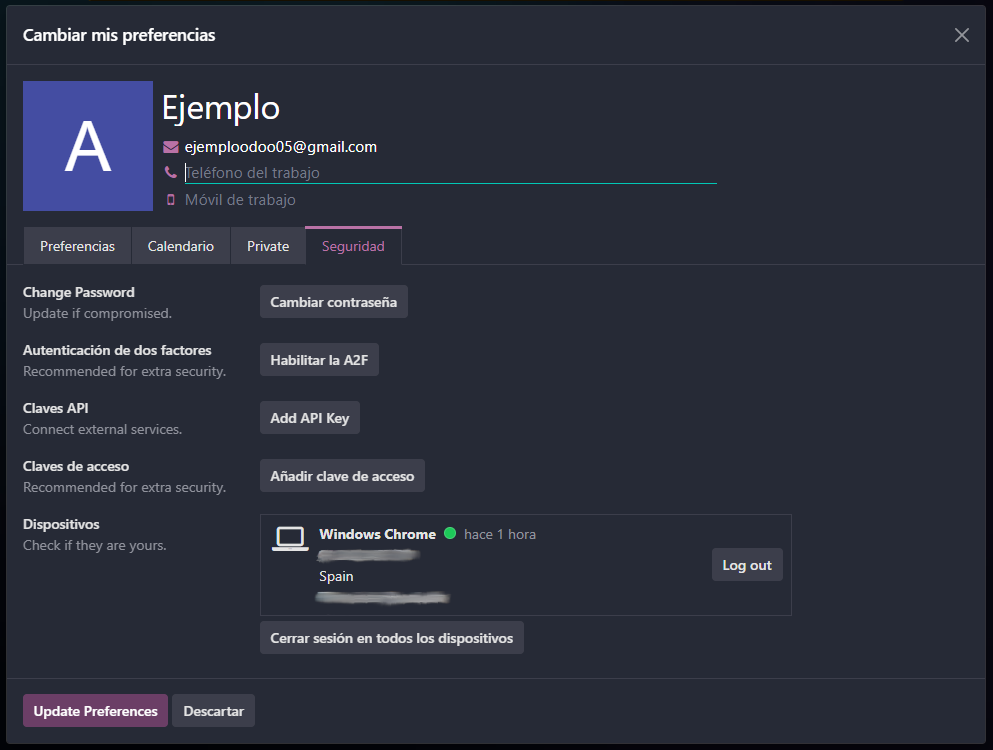 Cambiar mis preferencias
A
Ejemplo
ejemploodoo05@gmail.com
Teléfono del trabajo
Móvil de trabajo
Preferencias Calendario Private Seguridad
Change Password
Update if compromised.
Cambiar contraseña
Autenticación de dos factores
Recommended for extra security.
Habilitar la A2F
Claves API
Connect external services.
Add API Key
Claves de acceso
Recommended for extra security.
Añadir clave de acceso
Dispositivos
Check if they are yours.
Windows Chrome hace 1 hora
Spain
Log out
Cerrar sesión en todos los dispositivos
Update Preferences Descartar